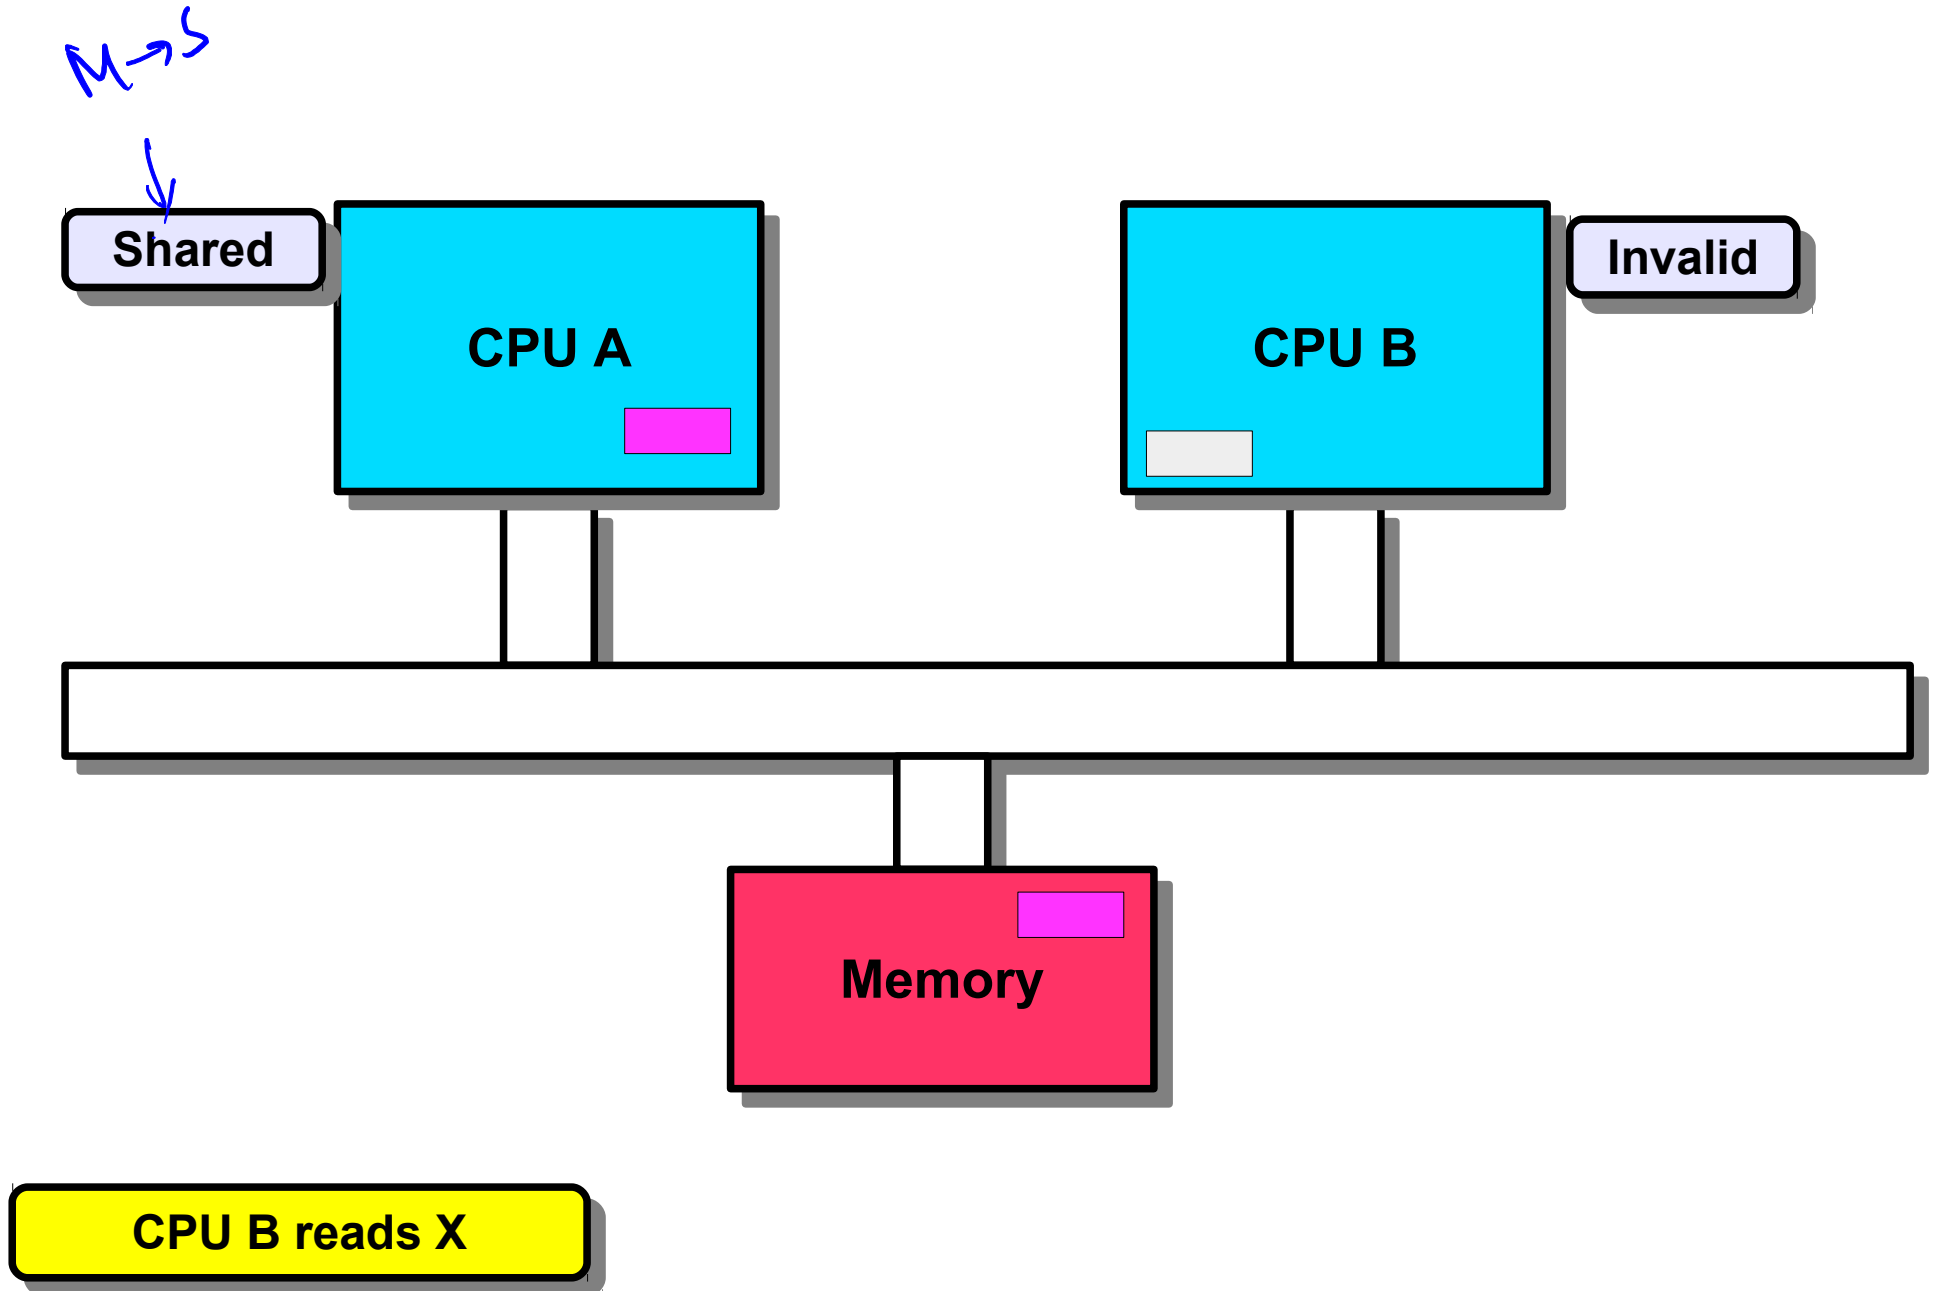 M→S
Shared
Invalid
CPU A
CPU B
Memory
CPU B reads X